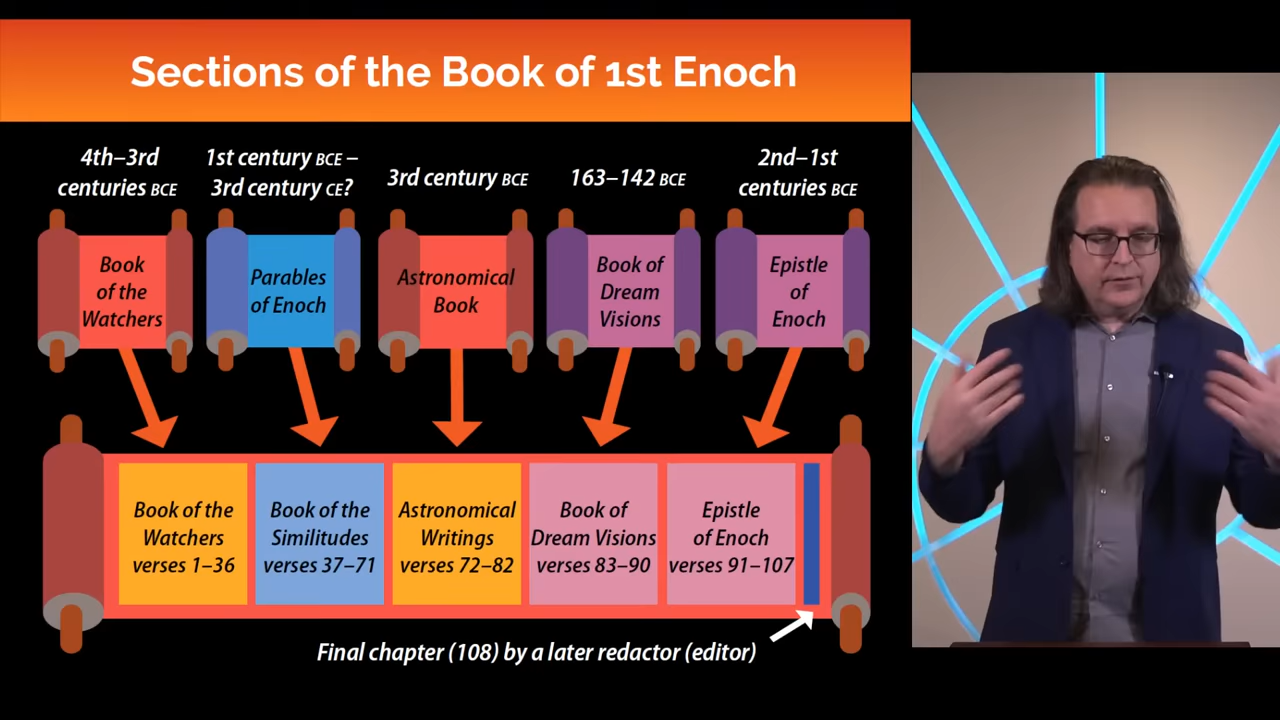 Sections of the Book of 1st Enoch
4th–3rd
centuries BCE
1st century BCE –
3rd century CE?
3rd century BCE
163–142 BCE
2nd–1st
centuries BCE
Book
of the
Watchers
Parables
of Enoch
Astronomical
Book
Book of
Dream
Visions
Epistle
of
Enoch
Book of the
Watchers
verses 1–36
Book of the
Similitudes
verses 37–71
Astronomical
Writings
verses 72–82
Book of
Dream Visions
verses 83–90
Epistle
of Enoch
verses 91–107
Final chapter (108) by a later redactor (editor)